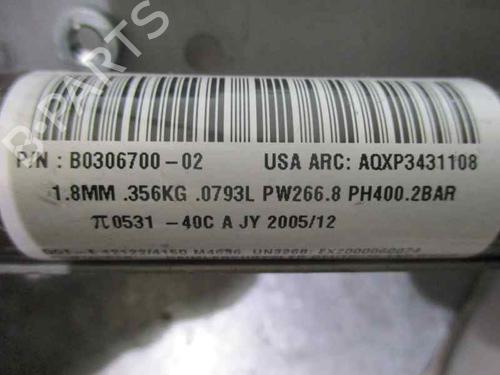 B-PARTS
P/N : B0306700-02 USA ARC: AQXP3431108
1.8MM .356KG .0793L PW266.8 PH400.2BAR
π0531 -40C A JY 2005/12